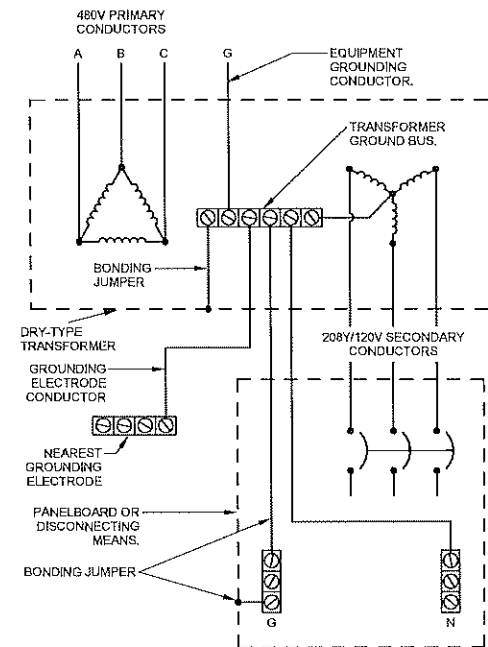 480V PRIMARY
CONDUCTORS
A B C G
EQUIPMENT
GROUNDING
CONDUCTOR.
TRANSFORMER
GROUND BUS.
BONDING
JUMPER
DRY-TYPE
TRANSFORMER
208Y/120V SECONDARY
CONDUCTORS
GROUNDING
ELECTRODE
CONDUCTOR
NEAREST
GROUNDING
ELECTRODE
PANELBOARD OR
DISCONNECTING
MEANS.
BONDING JUMPER
G N